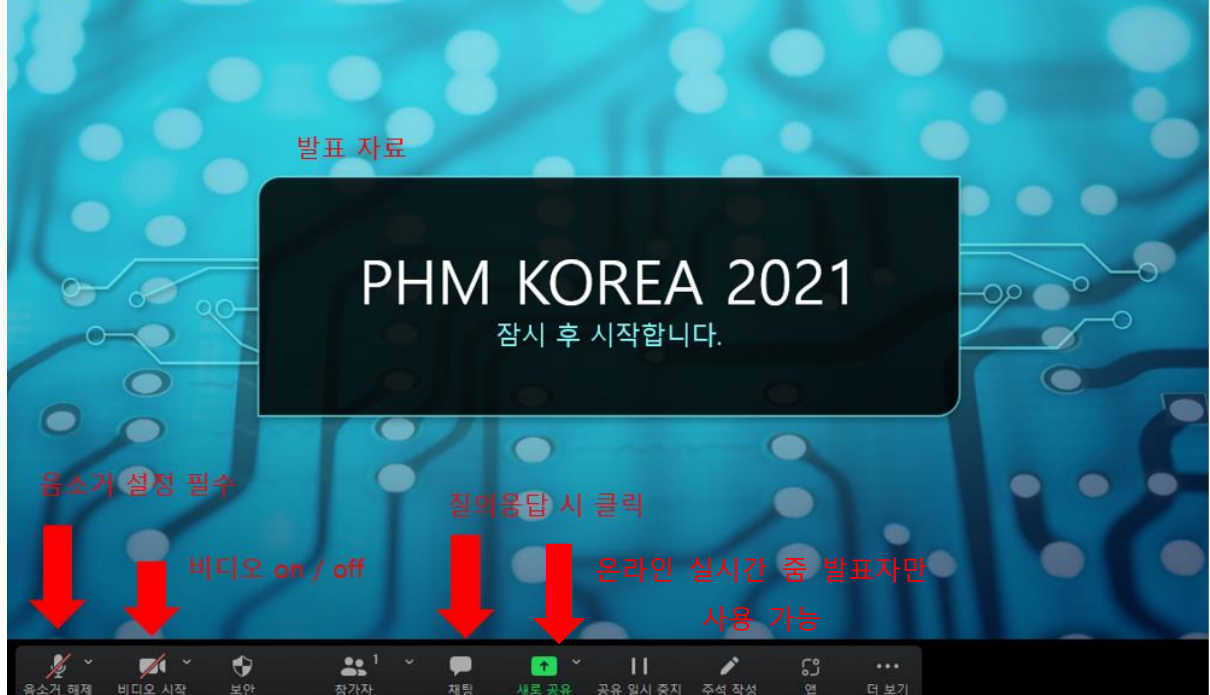 발표 자료
PHM KOREA 2021
잠시 후 시작합니다.
음소거 설정 필수
질의응답 시 클릭
비디오 on / off
온라인 실시간 줌 발표자만
사용 가능
음소거 해제
비디오 시작
보안
참가자
1
채팅
새로 공유
공유 일시 중지
주석 작성
앱
더 보기